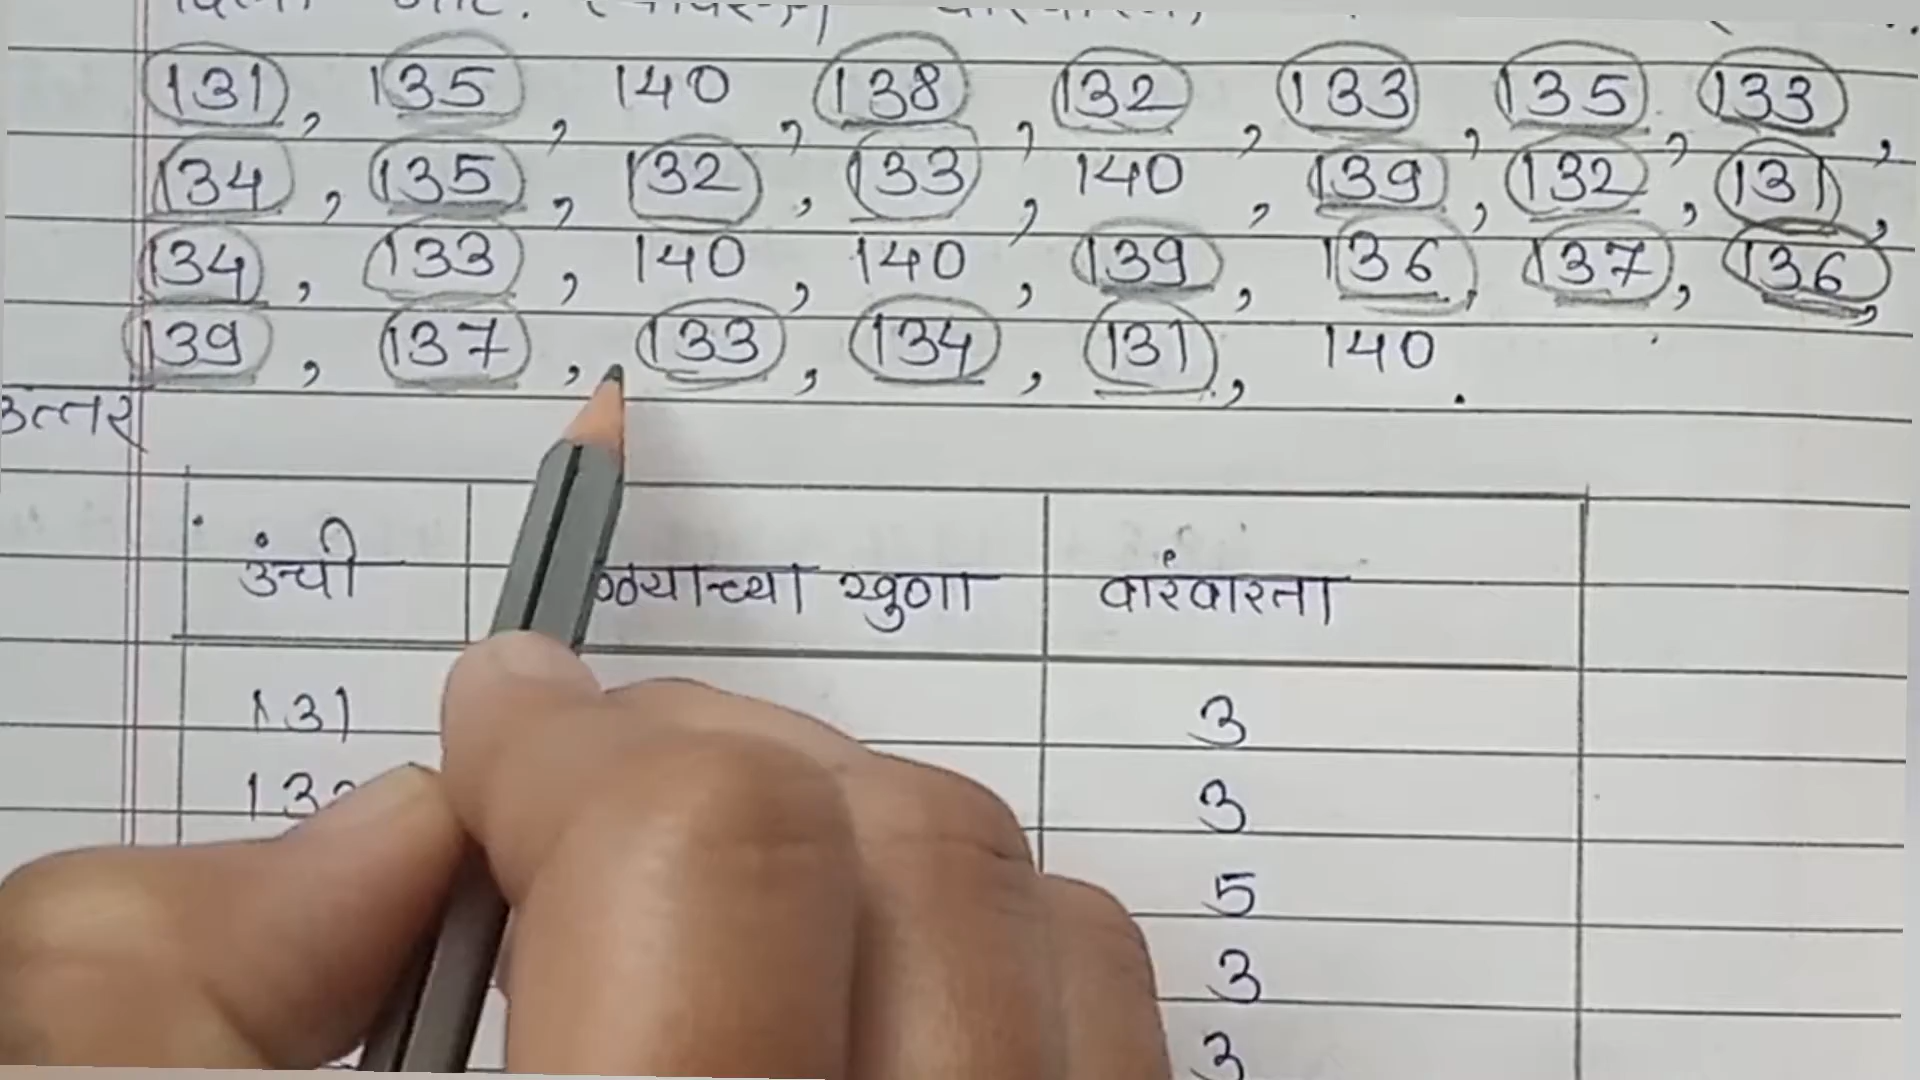 131, 135, 140, 138, 132, 133, 135, 133,
134, 135, 132, 133, 140, 139, 132, 131,
134, 133, 140, 140, 139, 136, 137, 136,
139, 137, 133, 134, 131, 140.
उत्तर
उंची खुणा वारंवारता
131 3
3
5
3
3